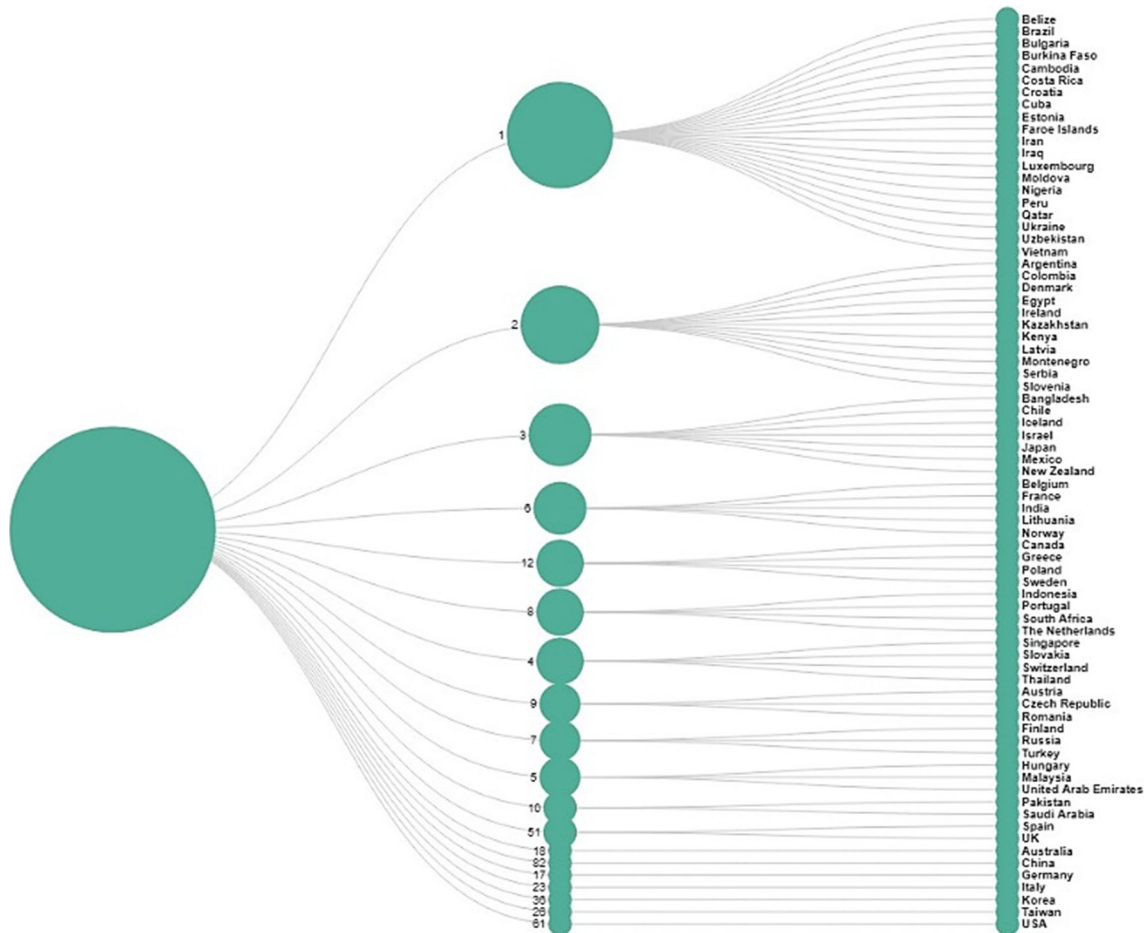 1
2
3
6
12
8
4
9
7
5
10
51
18
82
17
23
36
26
61
Belize
Brazil
Bulgaria
Burkina Faso
Cambodia
Costa Rica
Croatia
Cuba
Estonia
Faroe Islands
Iran
Iraq
Luxembourg
Moldova
Nigeria
Peru
Qatar
Ukraine
Uzbekistan
Vietnam
Argentina
Colombia
Denmark
Egypt
Ireland
Kazakhstan
Kenya
Latvia
Montenegro
Serbia
Slovenia
Bangladesh
Chile
Iceland
Israel
Japan
Mexico
New Zealand
Belgium
France
India
Lithuania
Norway
Canada
Greece
Poland
Sweden
Indonesia
Portugal
South Africa
The Netherlands
Singapore
Slovakia
Switzerland
Thailand
Austria
Czech Republic
Romania
Finland
Russia
Turkey
Hungary
Malaysia
United Arab Emirates
Pakistan
Saudi Arabia
Spain
UK
Australia
China
Germany
Italy
Korea
Taiwan
USA